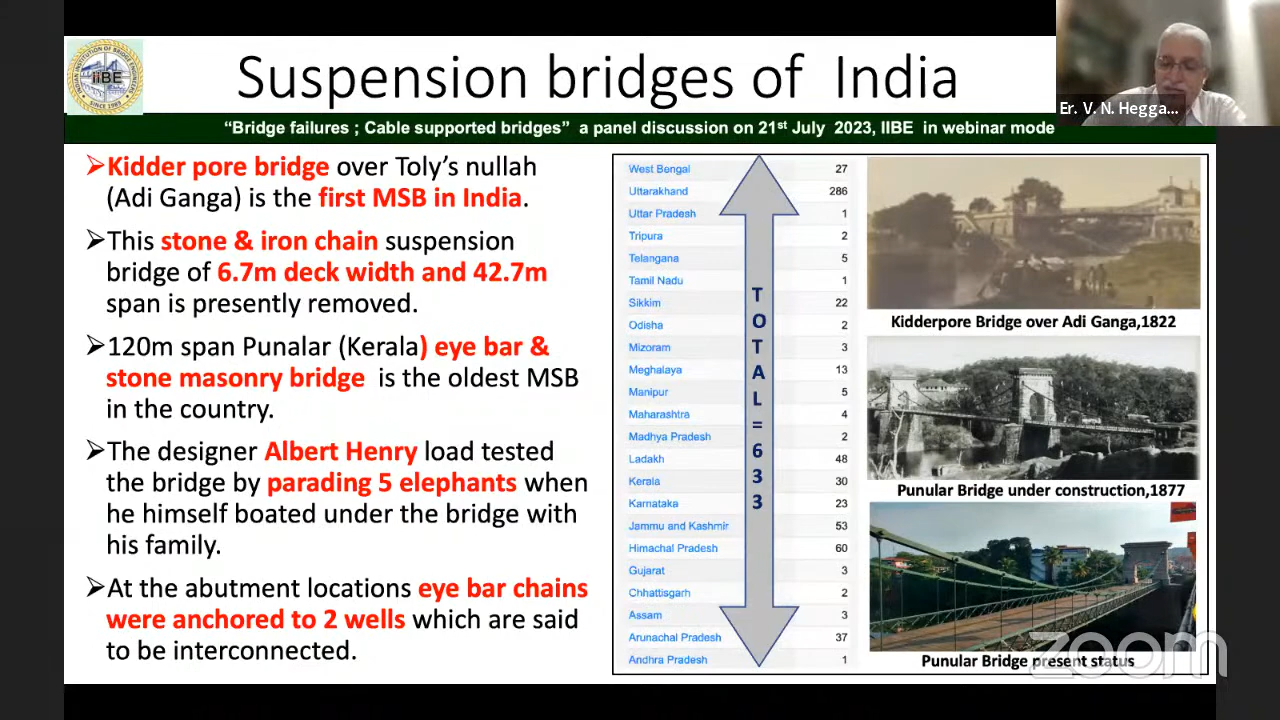 Suspension bridges of India
IIBE
SINCE 1989
Er. V. N. Hegga...
“Bridge failures ; Cable supported bridges” a panel discussion on 21st July 2023, IIBE in webinar mode
➢Kidder pore bridge over Toly’s nullah
(Adi Ganga) is the first MSB in India.
➢This stone & iron chain suspension
bridge of 6.7m deck width and 42.7m
span is presently removed.
➢120m span Punalar (Kerala) eye bar &
stone masonry bridge is the oldest MSB
in the country.
➢The designer Albert Henry load tested
the bridge by parading 5 elephants when
he himself boated under the bridge with
his family.
➢At the abutment locations eye bar chains
were anchored to 2 wells which are said
to be interconnected.
West Bengal 27
Uttarakhand 286
Uttar Pradesh 1
Tripura 2
Telangana 5
Tamil Nadu 1
Sikkim 22
Odisha 2
Mizoram 3
Meghalaya 13
Manipur 5
Maharashtra 4
Madhya Pradesh 2
Ladakh 48
Kerala 30
Karnataka 23
Jammu and Kashmir 53
Himachal Pradesh 60
Gujarat 3
Chhattisgarh 2
Assam 3
Arunachal Pradesh 37
Andhra Pradesh 1
TOTAL=633
Kidderpore Bridge over Adi Ganga,1822
Punular Bridge under construction,1877
Punular Bridge present status
zoom